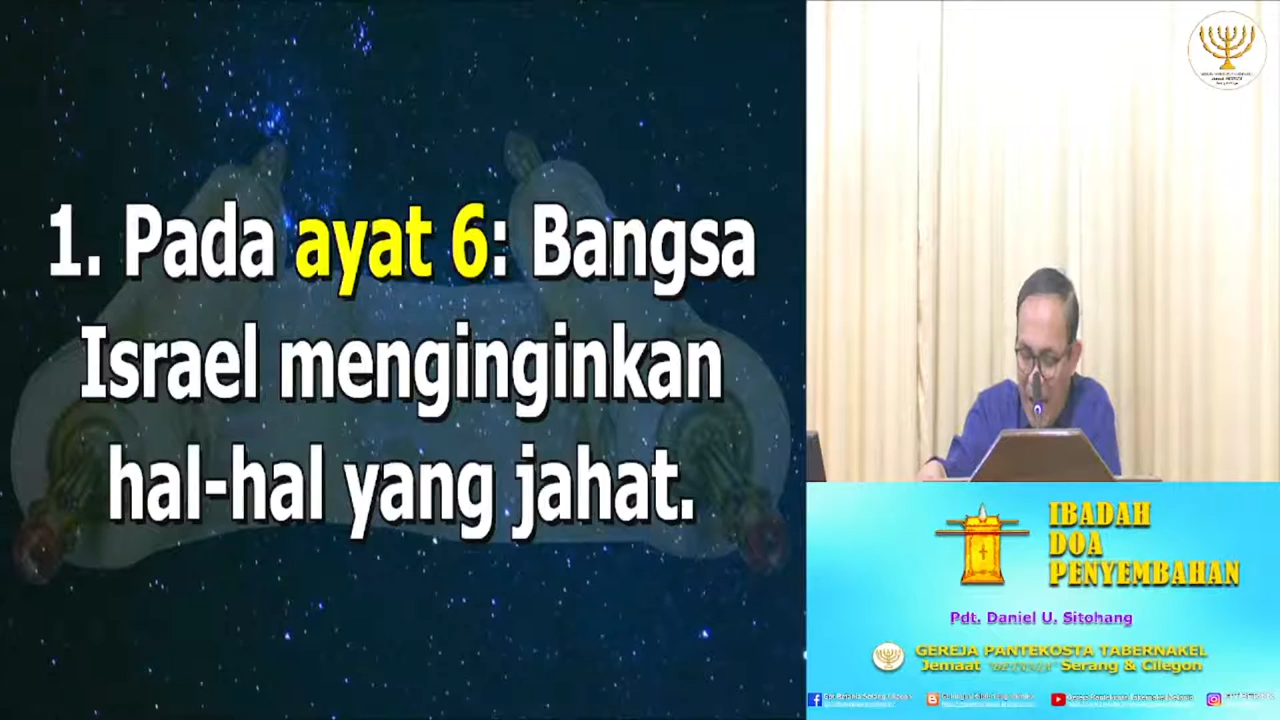 1. Pada ayat 6: Bangsa
Israel menginginkan
hal-hal yang jahat.
IBADAH
DOA
PENYEMBAHAN
Pdt. Daniel U. Sitohang
GEREJA PANTEKOSTA TABERNAKEL
Jemaat Serang & Cilegon